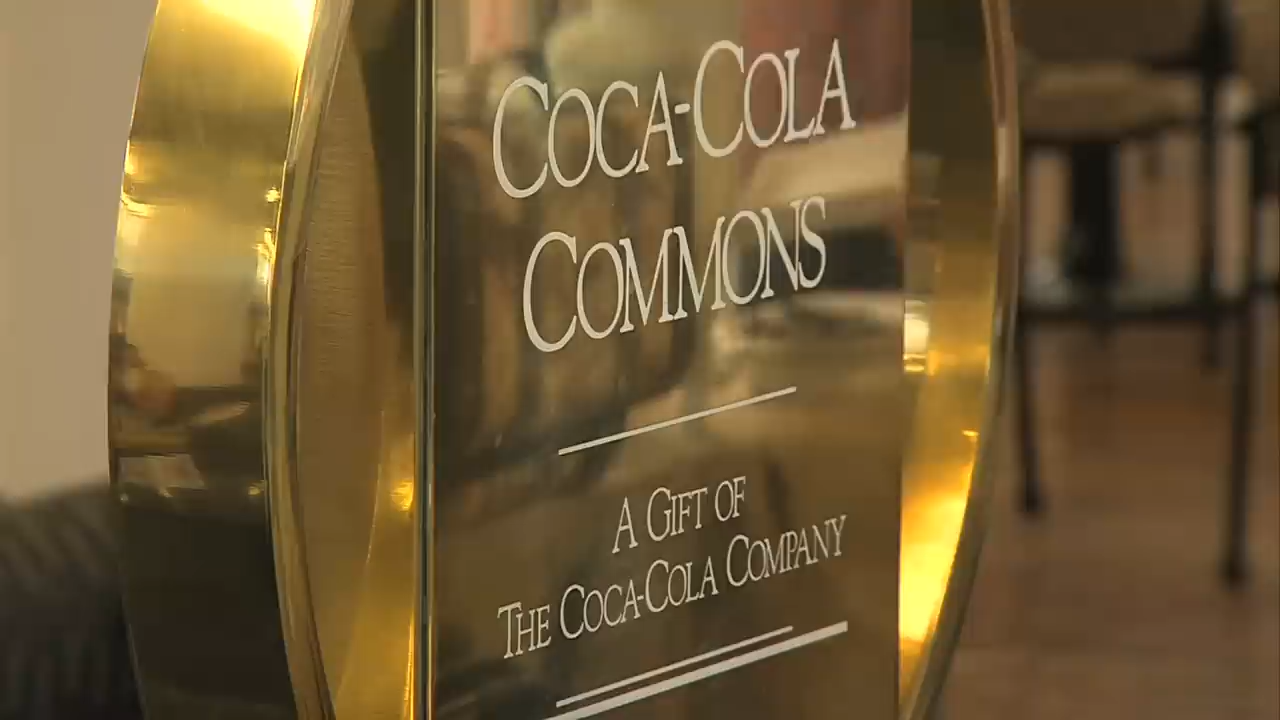 COCA-COLA
COMMONS
A GIFT OF
THE COCA-COLA COMPANY